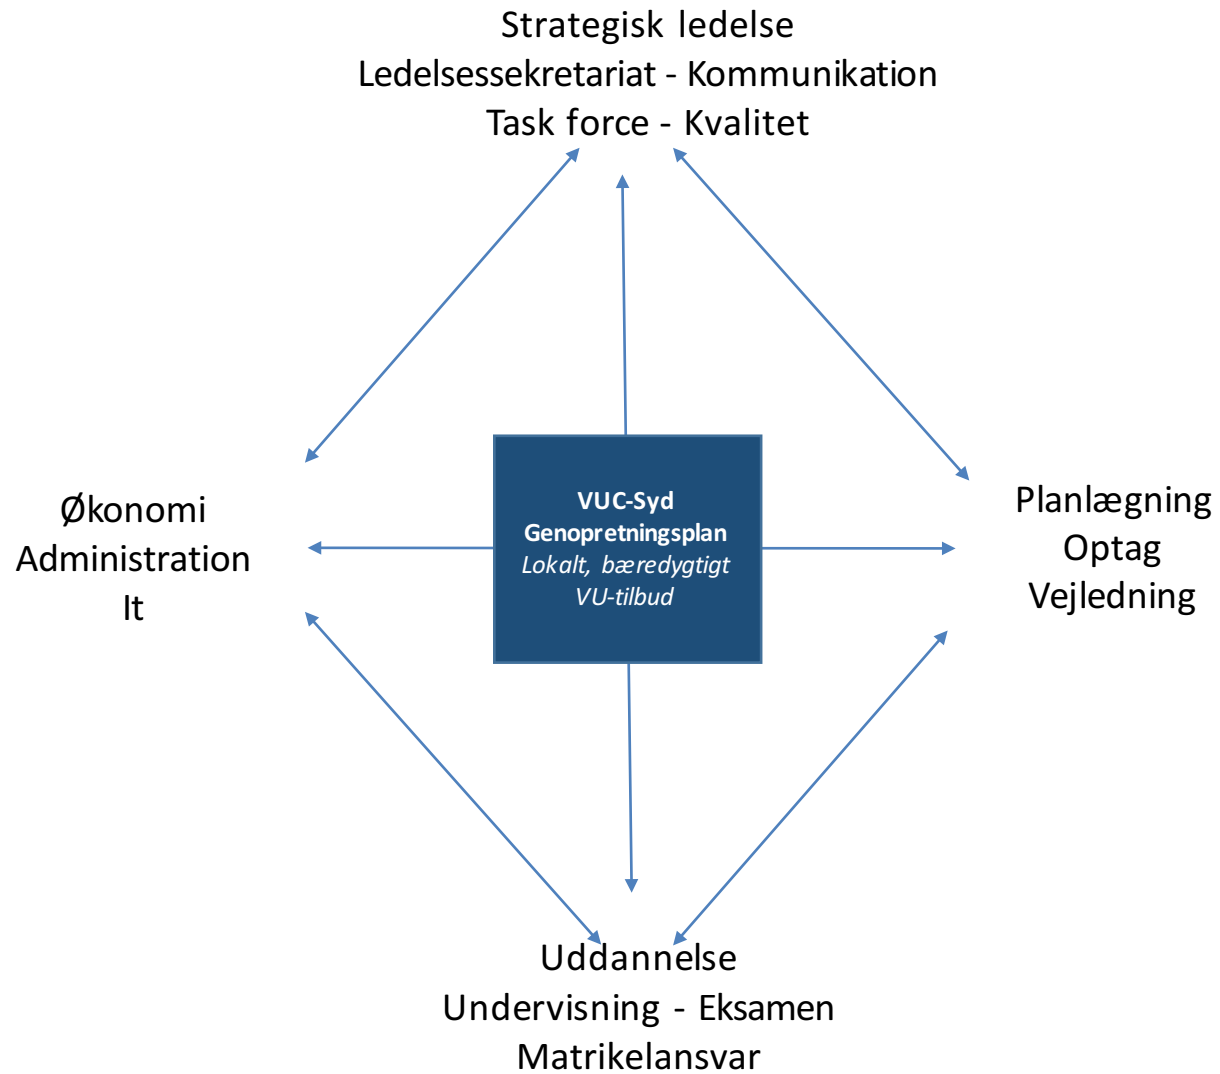 Strategisk ledelse
Ledelsessekretariat - Kommunikation
Task force - Kvalitet
Økonomi
Administration
It
VUC-Syd
Genopretningsplan
Lokalt, bæredygtigt
VU-tilbud
Planlægning
Optag
Vejledning
Uddannelse
Undervisning - Eksamen
Matrikelansvar